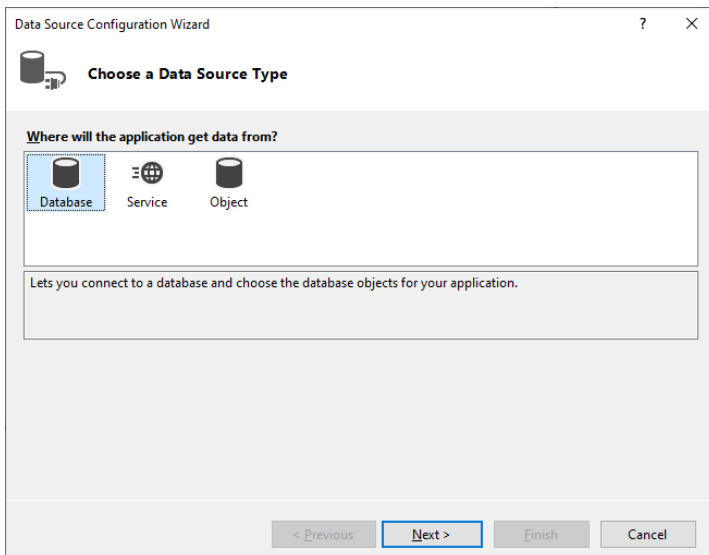 Data Source Configuration Wizard ? ×
Choose a Data Source Type
Where will the application get data from?
Database Service Object
Lets you connect to a database and choose the database objects for your application.
< Previous Next > Finish Cancel